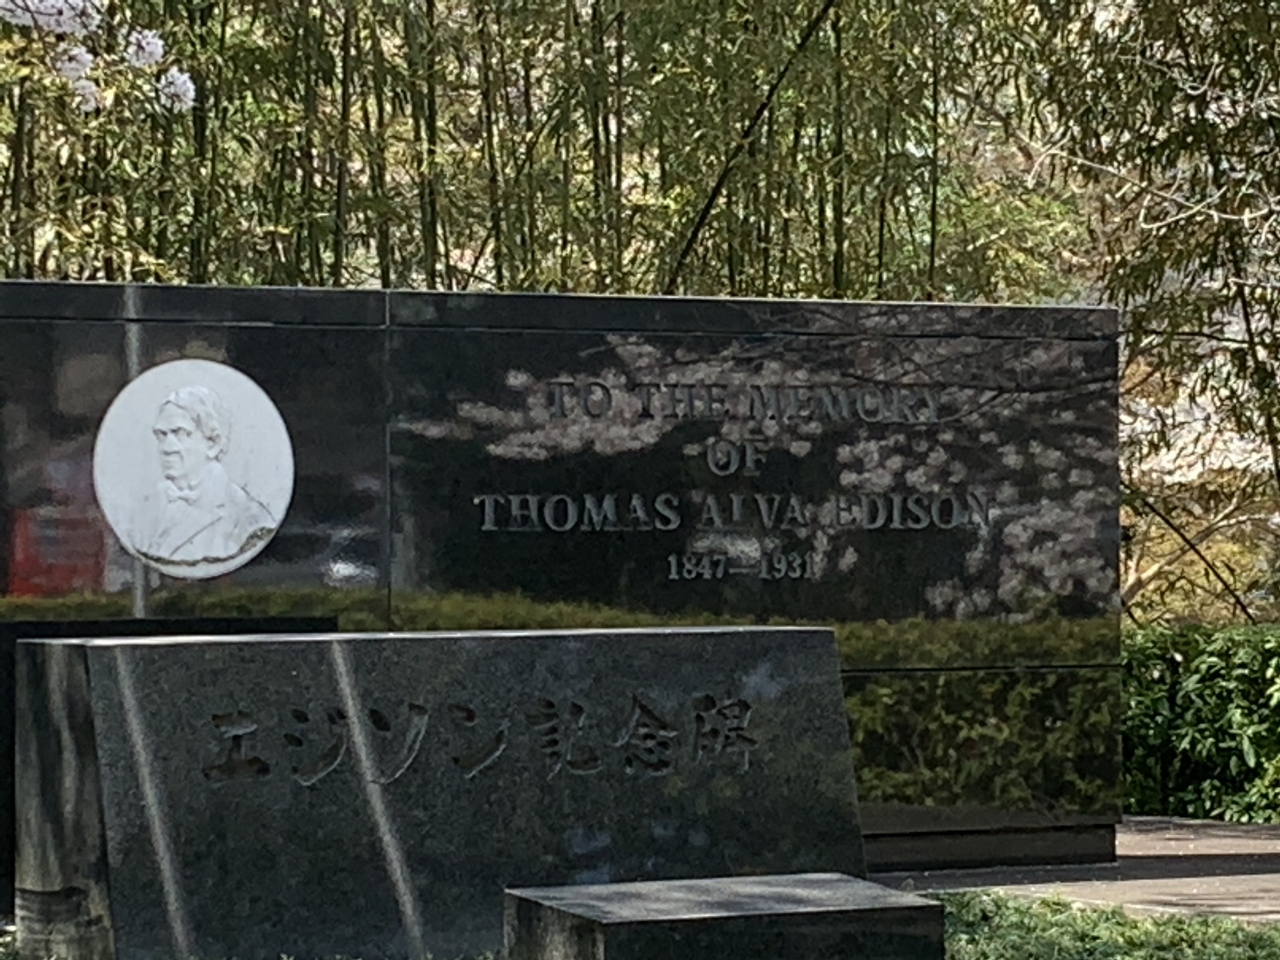 TO THE MEMORY
OF
THOMAS ALVA EDISON
1847—1931
エジソン記念碑